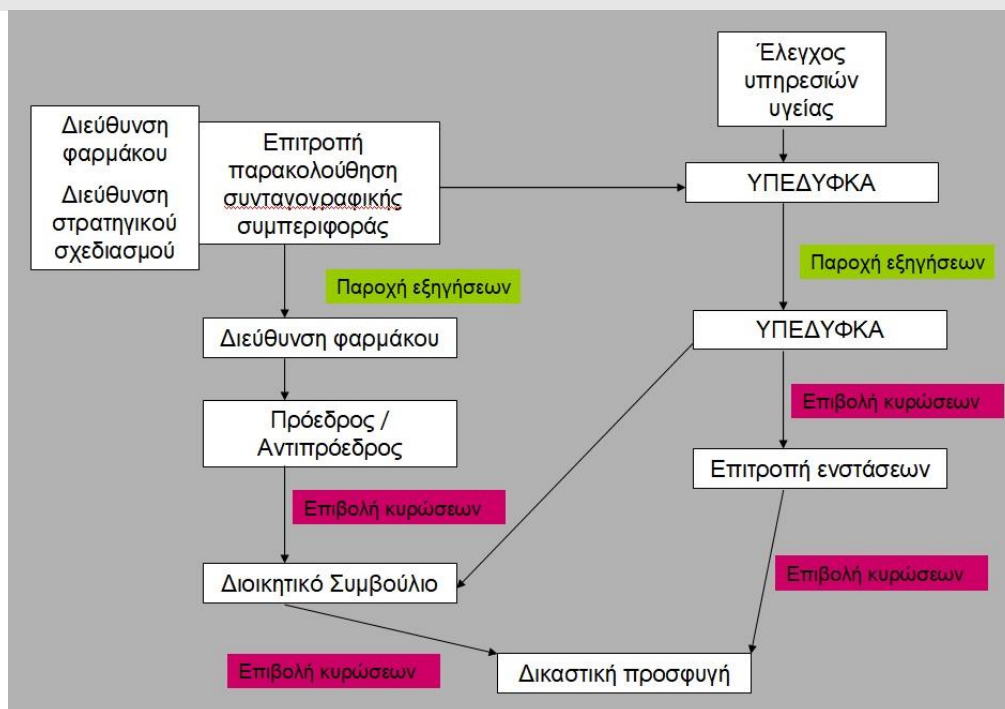 Έλεγχος
υπηρεσιών
υγείας
Διεύθυνση
φαρμάκου
Διεύθυνση
στρατηγικού
σχεδιασμού
Επιτροπή
παρακολούθηση
συνταγογραφικής
συμπεριφοράς
ΥΠΕΔΥΦΚΑ
Παροχή εξηγήσεων
Παροχή εξηγήσεων
Διεύθυνση φαρμάκου
ΥΠΕΔΥΦΚΑ
Επιβολή κυρώσεων
Πρόεδρος /
Αντιπρόεδρος
Επιτροπή ενστάσεων
Επιβολή κυρώσεων
Επιβολή κυρώσεων
Διοικητικό Συμβούλιο
Επιβολή κυρώσεων
Δικαστική προσφυγή